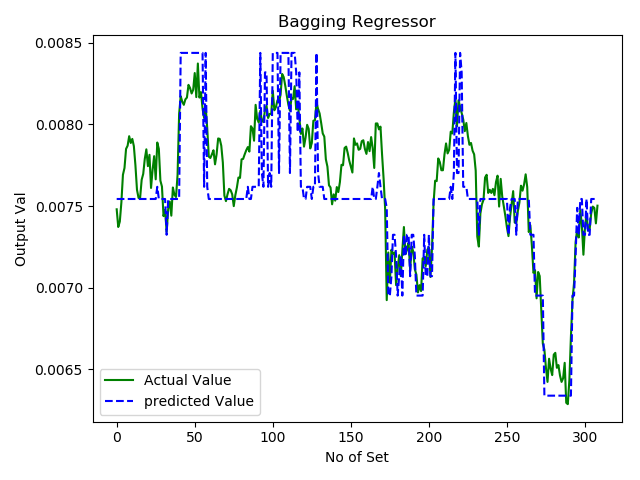 Bagging Regressor
Output Val
0.0085
0.0080
0.0075
0.0070
0.0065
Actual Value
predicted Value
0 50 100 150 200 250 300
No of Set